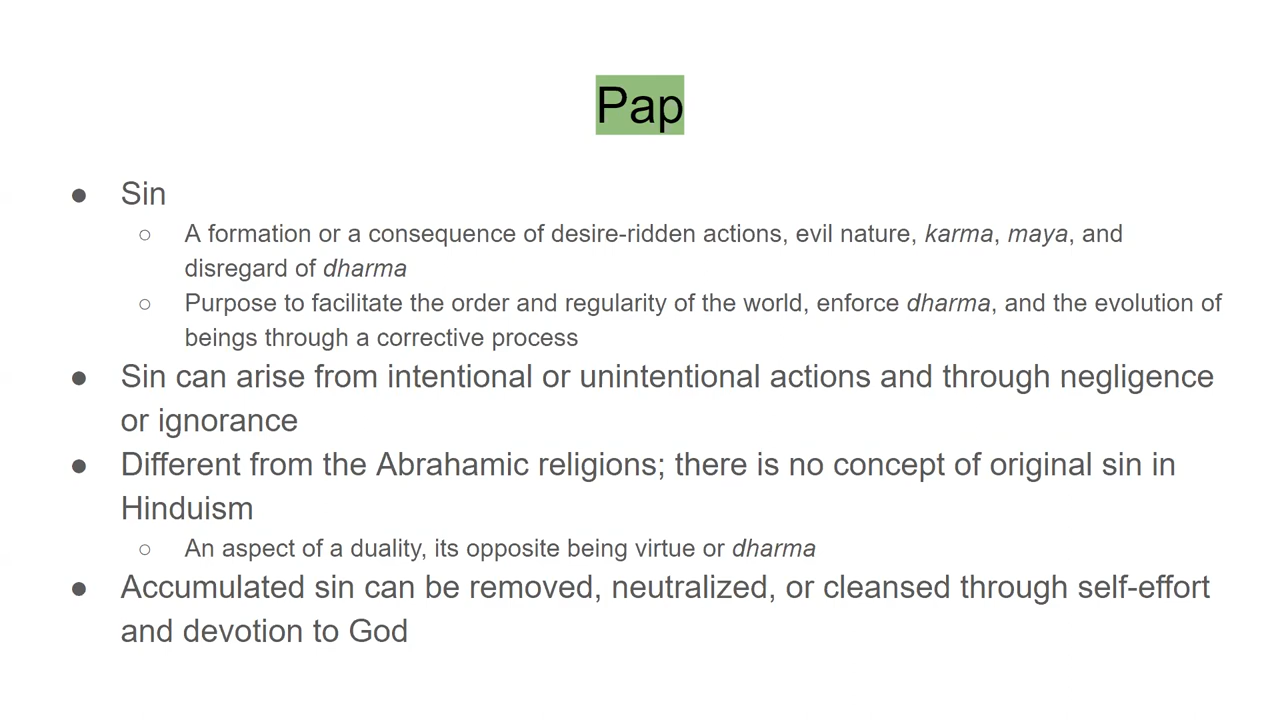 Pap
● Sin
○ A formation or a consequence of desire-ridden actions, evil nature, karma, maya, and
disregard of dharma
○ Purpose to facilitate the order and regularity of the world, enforce dharma, and the evolution of
beings through a corrective process
● Sin can arise from intentional or unintentional actions and through negligence
or ignorance
● Different from the Abrahamic religions; there is no concept of original sin in
Hinduism
○ An aspect of a duality, its opposite being virtue or dharma
● Accumulated sin can be removed, neutralized, or cleansed through self-effort
and devotion to God